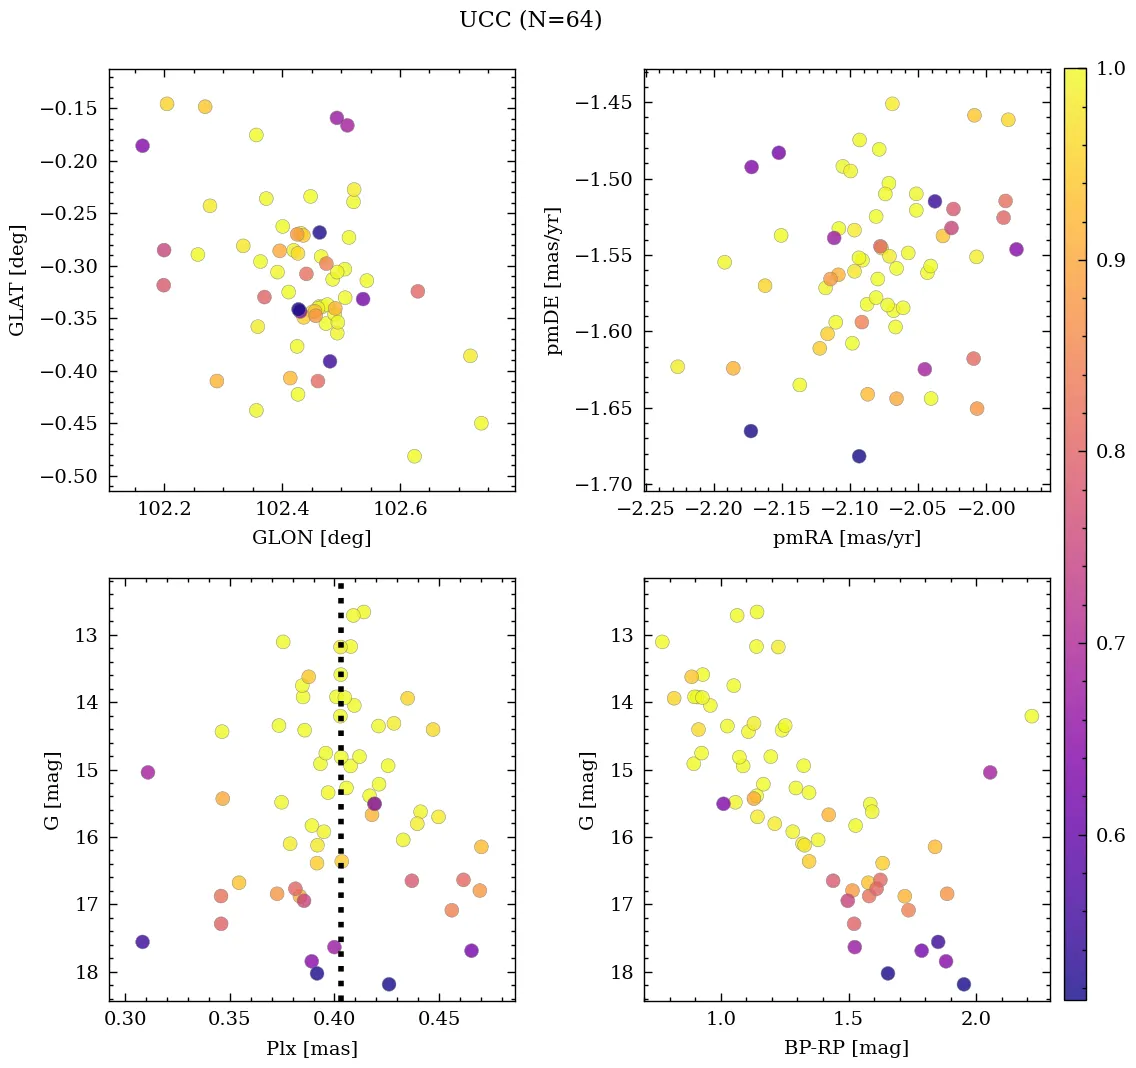 UCC (N=64)
−0.15
−0.20
−0.25
−0.30
−0.35
−0.40
−0.45
−0.50
GLAT [deg]
102.2 102.4 102.6
GLON [deg]
−1.45
−1.50
−1.55
−1.60
−1.65
−1.70
pmDE [mas/yr]
−2.25 −2.20 −2.15 −2.10 −2.05 −2.00
pmRA [mas/yr]
1.0
0.9
0.8
0.7
0.6
13
14
15
16
17
18
G [mag]
0.30 0.35 0.40 0.45
Plx [mas]
13
14
15
16
17
18
G [mag]
1.0 1.5 2.0
BP-RP [mag]